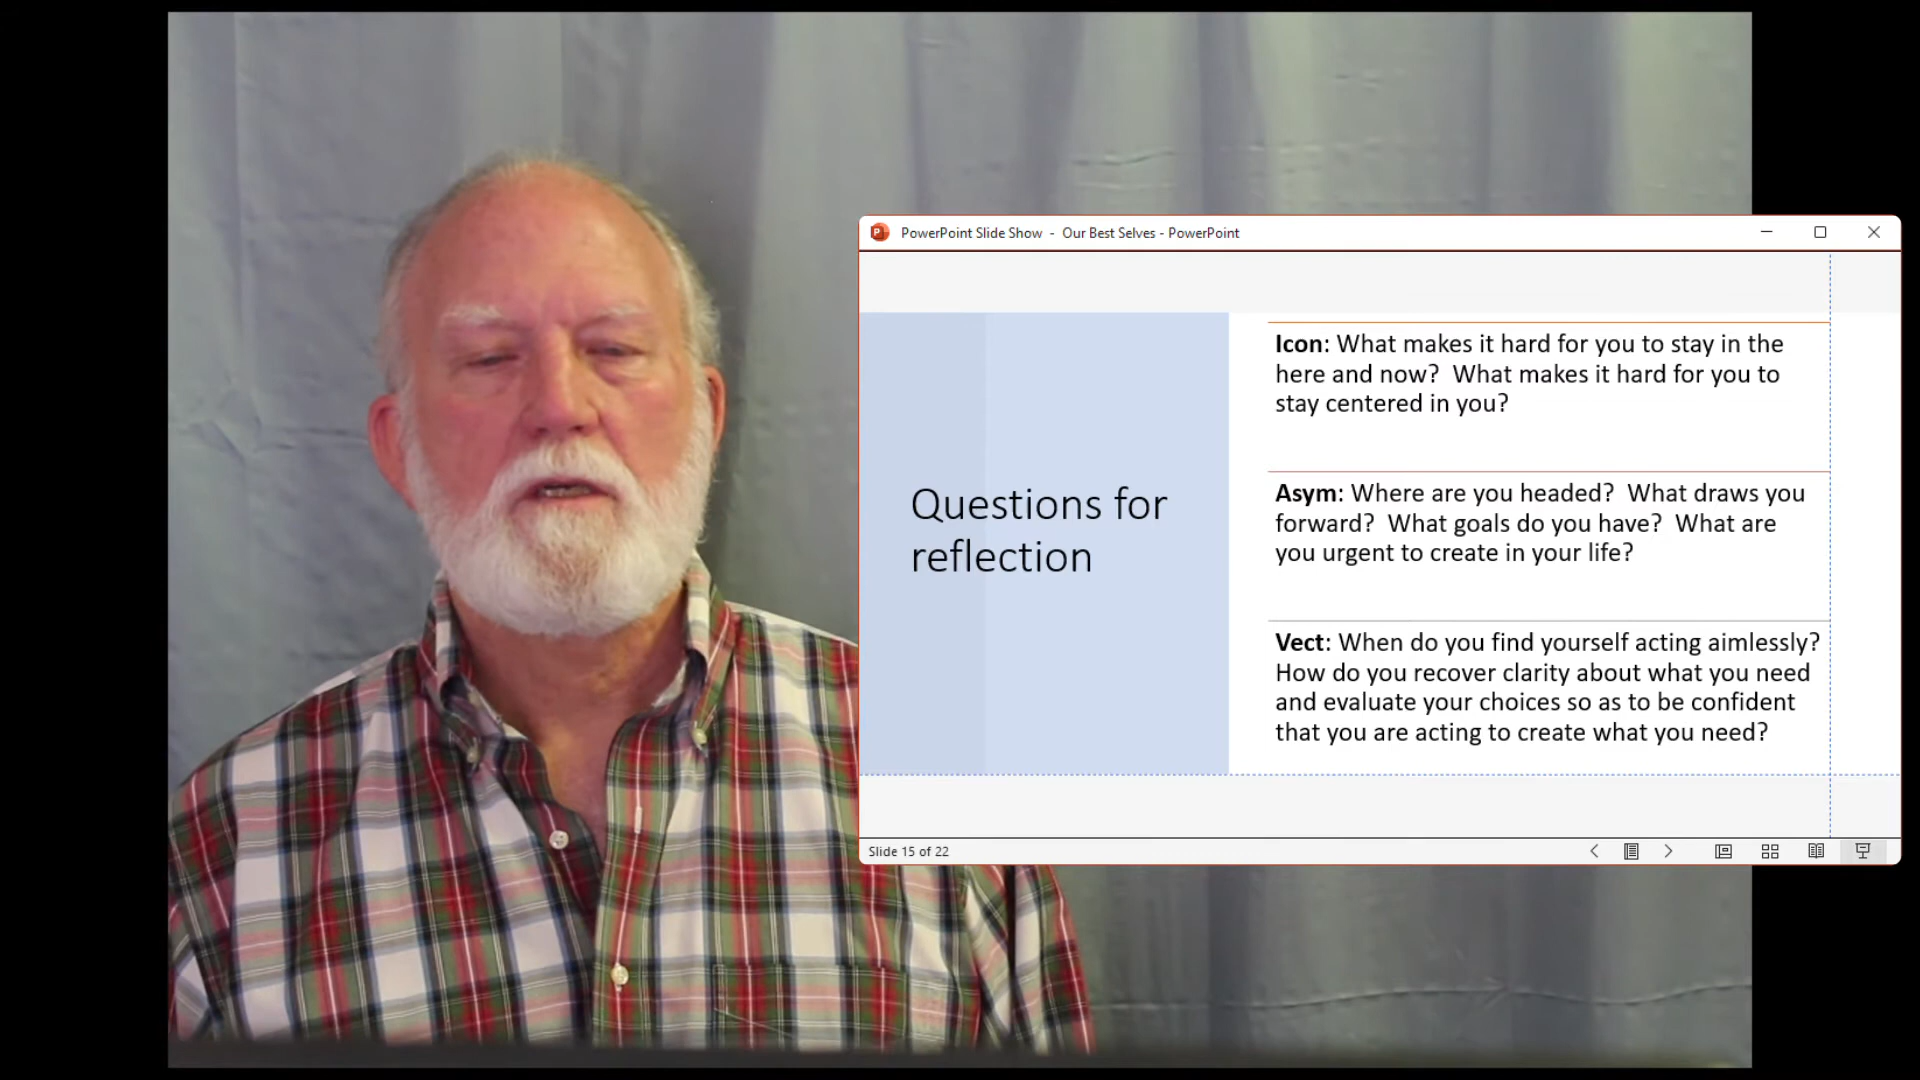 PowerPoint Slide Show - Our Best Selves - PowerPoint
Questions for
reflection
Icon: What makes it hard for you to stay in the
here and now? What makes it hard for you to
stay centered in you?
Asym: Where are you headed? What draws you
forward? What goals do you have? What are
you urgent to create in your life?
Vect: When do you find yourself acting aimlessly?
How do you recover clarity about what you need
and evaluate your choices so as to be confident
that you are acting to create what you need?
Slide 15 of 22